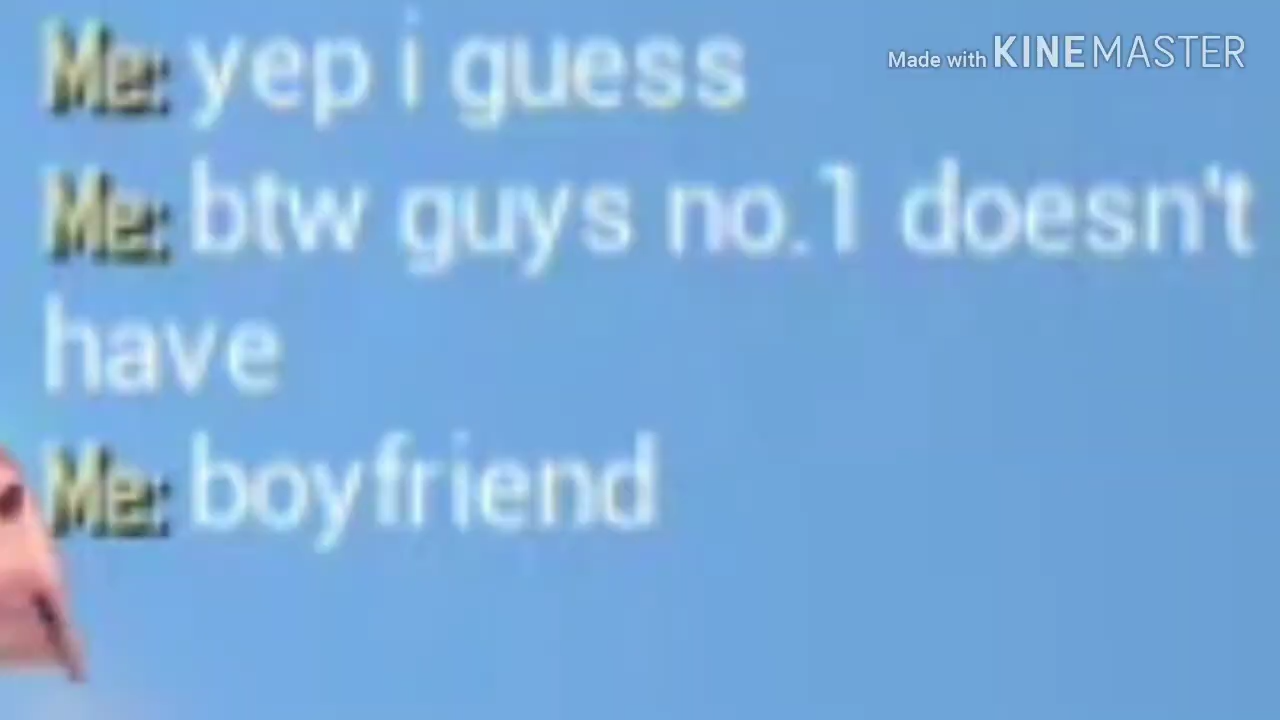 Me: yep i guess
Made with KINEMASTER
Me: btw guys no.1 doesn't
have
Me: boyfriend